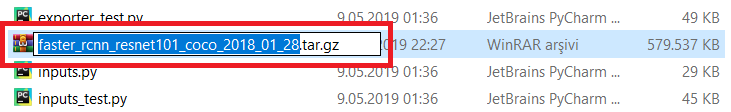 exporter_test.py 9.05.2019 01:36 JetBrains PyCharm ... 49 KB
faster_rcnn_resnet101_coco_2018_01_28.tar.gz 2019 22:27 WinRAR arşivi 579.537 KB
inputs.py 9.05.2019 01:36 JetBrains PyCharm ... 29 KB
inputs_test.py 9.05.2019 01:36 JetBrains PyCharm ... 45 KB